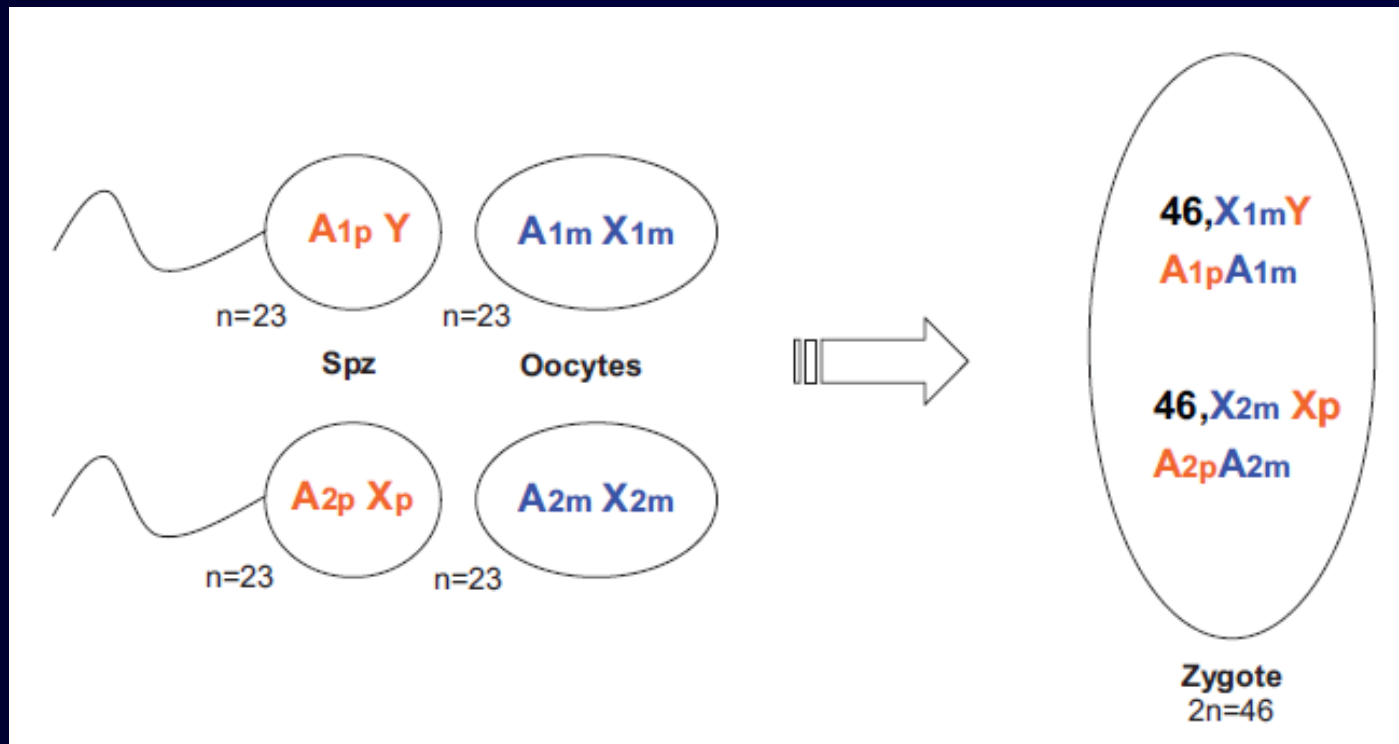 A1p Y
A1m X1m
n=23
n=23
Spz
Oocytes
A2p Xp
A2m X2m
n=23
n=23
46,X1mY
A1pA1m
46,X2m Xp
A2pA2m
Zygote
2n=46